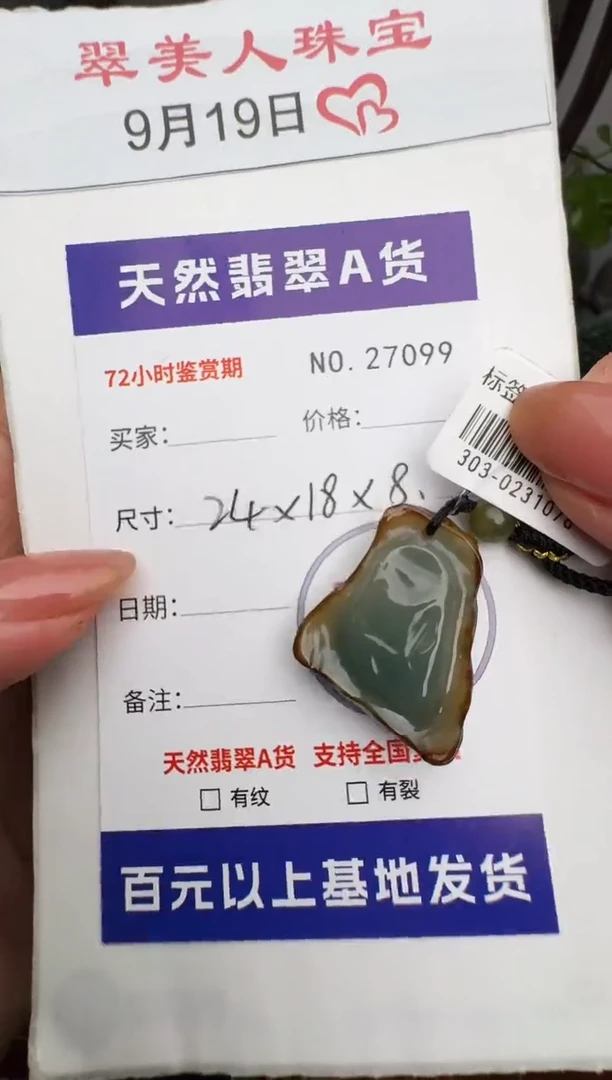 翠美人珠宝
9月19日
天然翡翠A货
72小时鉴赏期 NO.27099
买家： 价格：
标签
尺寸： 24×18×8.
303-023107
日期：
备注：
天然翡翠A货 支持全国
□ 有纹 □ 有裂
百元以上基地发货